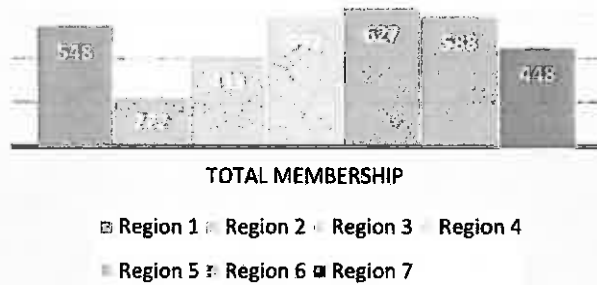 548 627 588 448
TOTAL MEMBERSHIP
Region 1 Region 2 Region 3 Region 4
Region 5 Region 6 Region 7